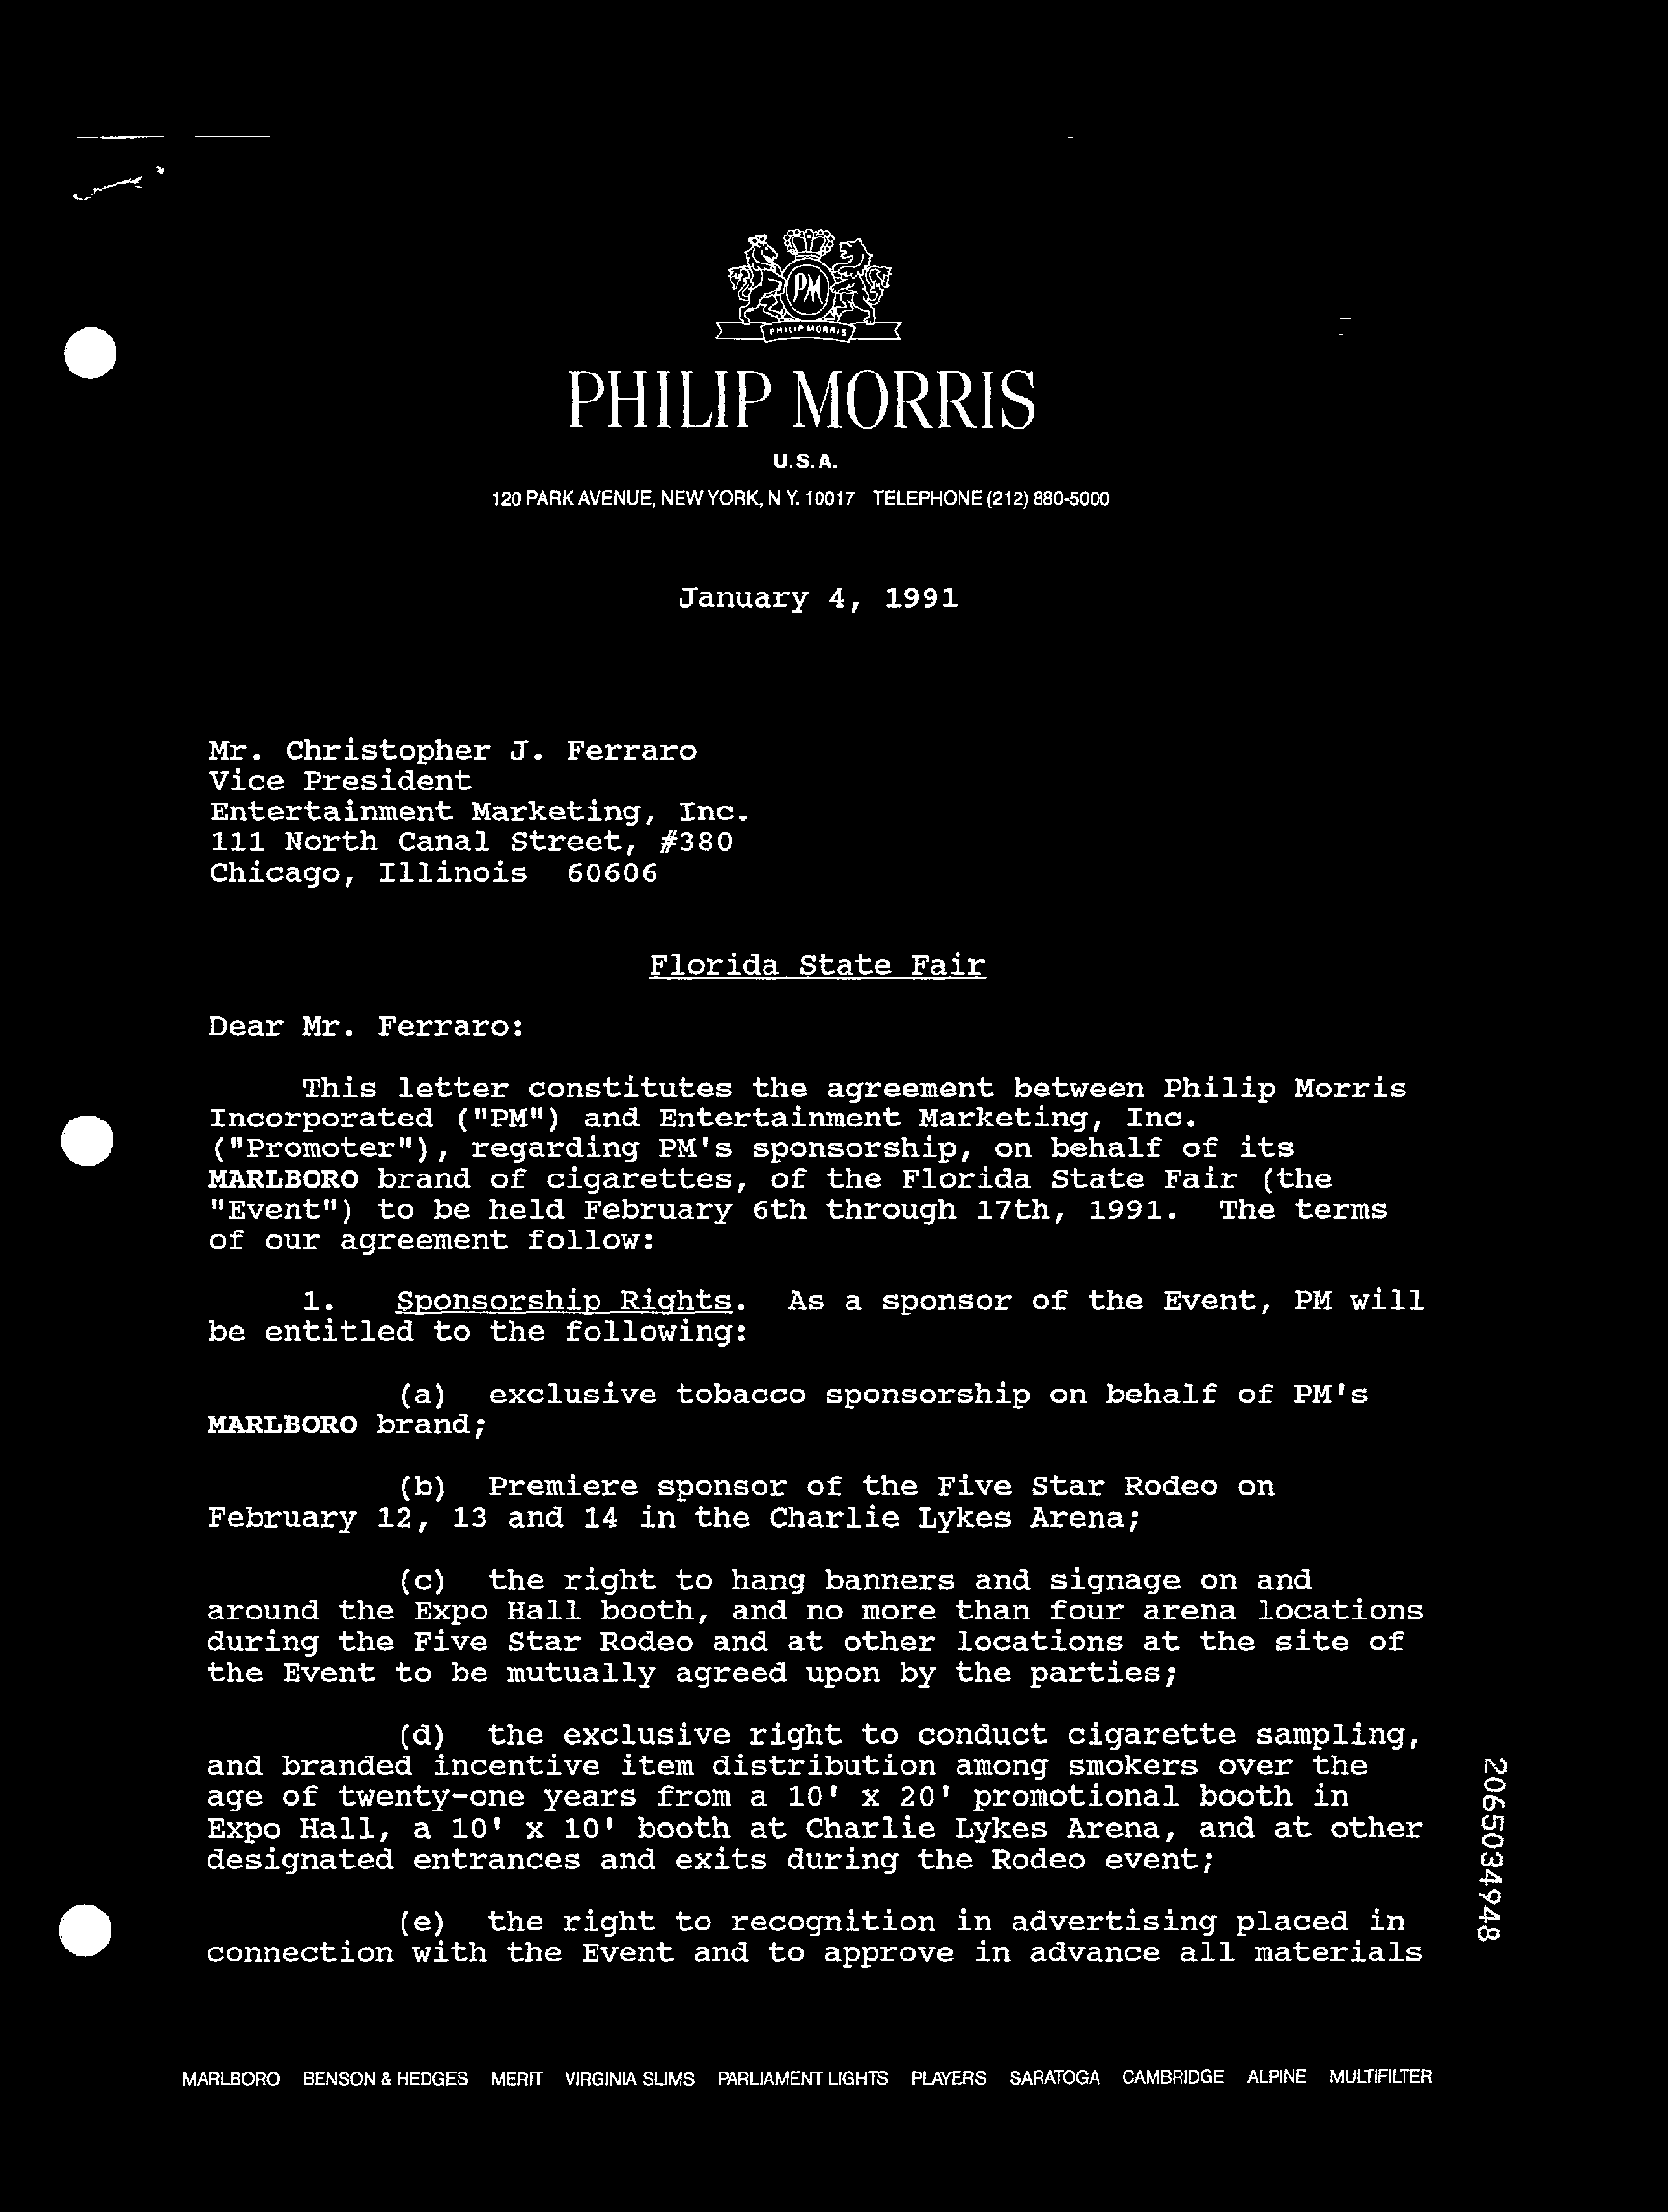 PM
PHILIP MORRIS
PHILIP MORRIS
U.S.A.
120 PARK AVENUE, NEW YORK, N Y. 10017 TELEPHONE (212) 880-5000
January 4, 1991
Mr. Christopher J. Ferraro
Vice President
Entertainment Marketing, Inc.
111 North Canal Street, #380
Chicago, Illinois 60606
Florida State Fair
Dear Mr. Ferraro:
This letter constitutes the agreement between Philip Morris
Incorporated ("PM") and Entertainment Marketing, Inc.
("Promoter"), regarding PM's sponsorship, on behalf of its
MARLBORO brand of cigarettes, of the Florida State Fair (the
"Event") to be held February 6th through 17th, 1991. The terms
of our agreement follow:
1. Sponsorship Rights. As a sponsor of the Event, PM will
be entitled to the following:
(a) exclusive tobacco sponsorship on behalf of PM's
MARLBORO brand;
(b) Premiere sponsor of the Five Star Rodeo on
February 12, 13 and 14 in the Charlie Lykes Arena;
(c) the right to hang banners and signage on and
around the Expo Hall booth, and no more than four arena locations
during the Five Star Rodeo and at other locations at the site of
the Event to be mutually agreed upon by the parties;
(d) the exclusive right to conduct cigarette sampling,
and branded incentive item distribution among smokers over the
age of twenty-one years from a 10' x 20' promotional booth in
Expo Hall, a 10' x 10' booth at Charlie Lykes Arena, and at other
designated entrances and exits during the Rodeo event;
(e) the right to recognition in advertising placed in
connection with the Event and to approve in advance all materials
2065034948
MARLBORO BENSON & HEDGES MERIT VIRGINIA SLIMS PARLIAMENT LIGHTS PLAYERS SARATOGA CAMBRIDGE ALPINE MULTIFILTER